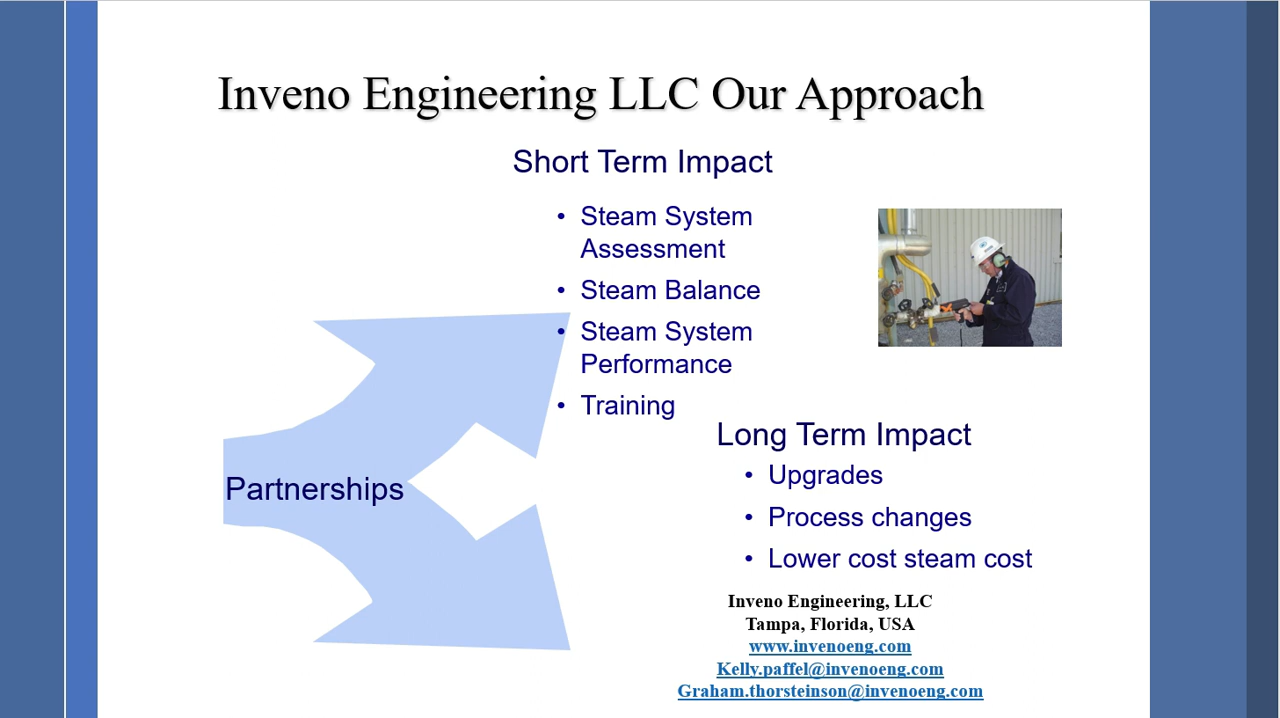 Inveno Engineering LLC Our Approach
Short Term Impact
• Steam System
Assessment
• Steam Balance
• Steam System
Performance
• Training
Long Term Impact
• Upgrades
• Process changes
• Lower cost steam cost
Partnerships
Inveno Engineering, LLC
Tampa, Florida, USA
www.invenoeng.com
Kelly.paffel@invenoeng.com
Graham.thorsteinson@invenoeng.com